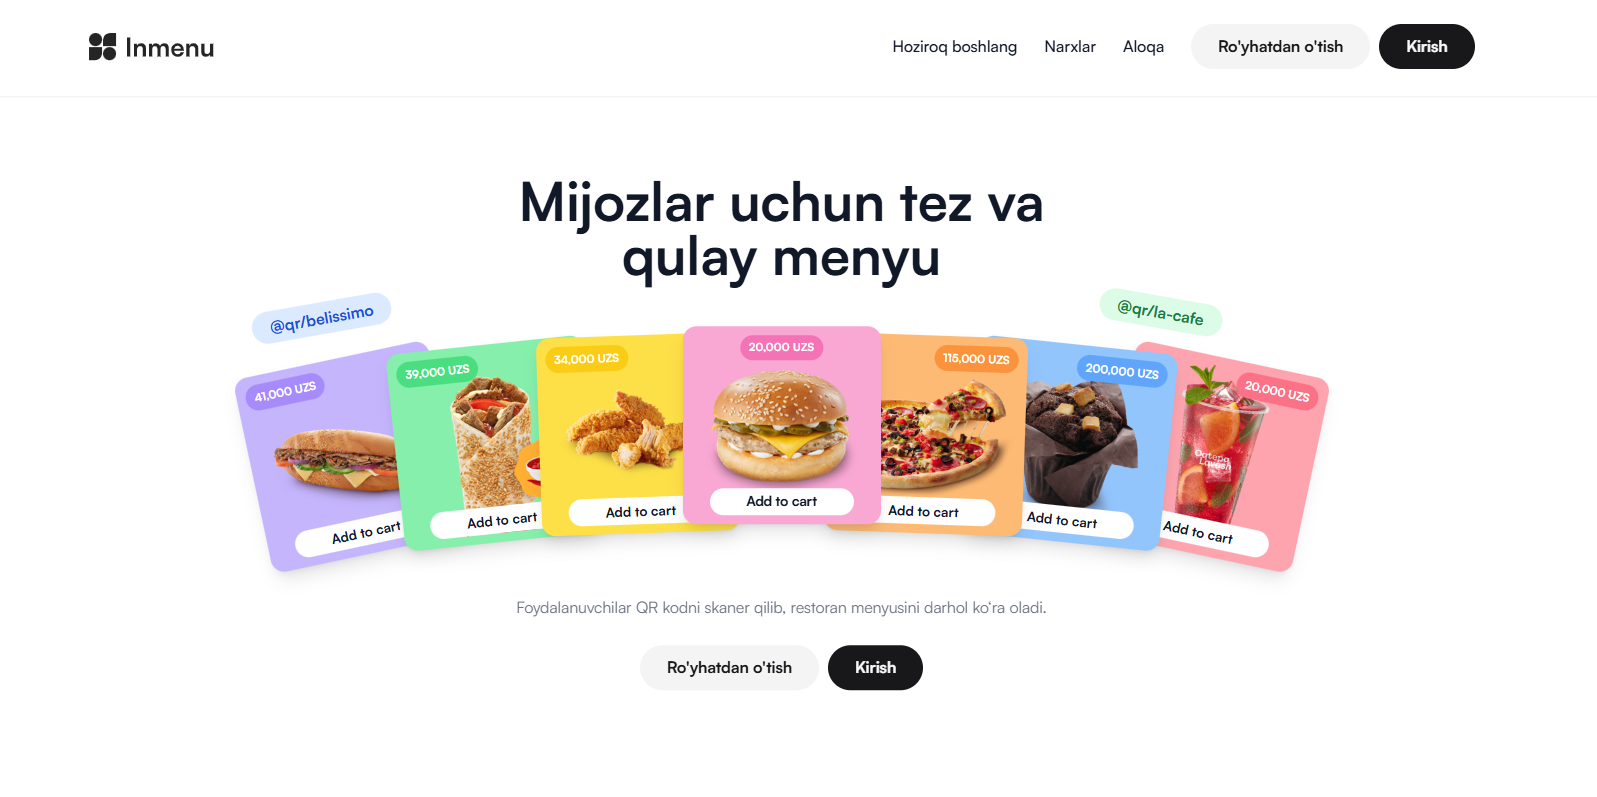 Inmenu
Hoziroq boshlang
Narxlar
Aloqa
Ro'yhatdan o'tish
Kirish
Mijozlar uchun tez va
qulay menyu
@qr/belissimo
@qr/la-cafe
41,000 UZS
Add to cart
39,000 UZS
Add to cart
34,000 UZS
Add to cart
20,000 UZS
Add to cart
115,000 UZS
Add to cart
200,000 UZS
Add to cart
20,000 UZS
Oqtepa
Lavash
Add to cart
Foydalanuvchilar QR kodni skaner qilib, restoran menyusini darhol ko‘ra oladi.
Ro'yhatdan o'tish
Kirish